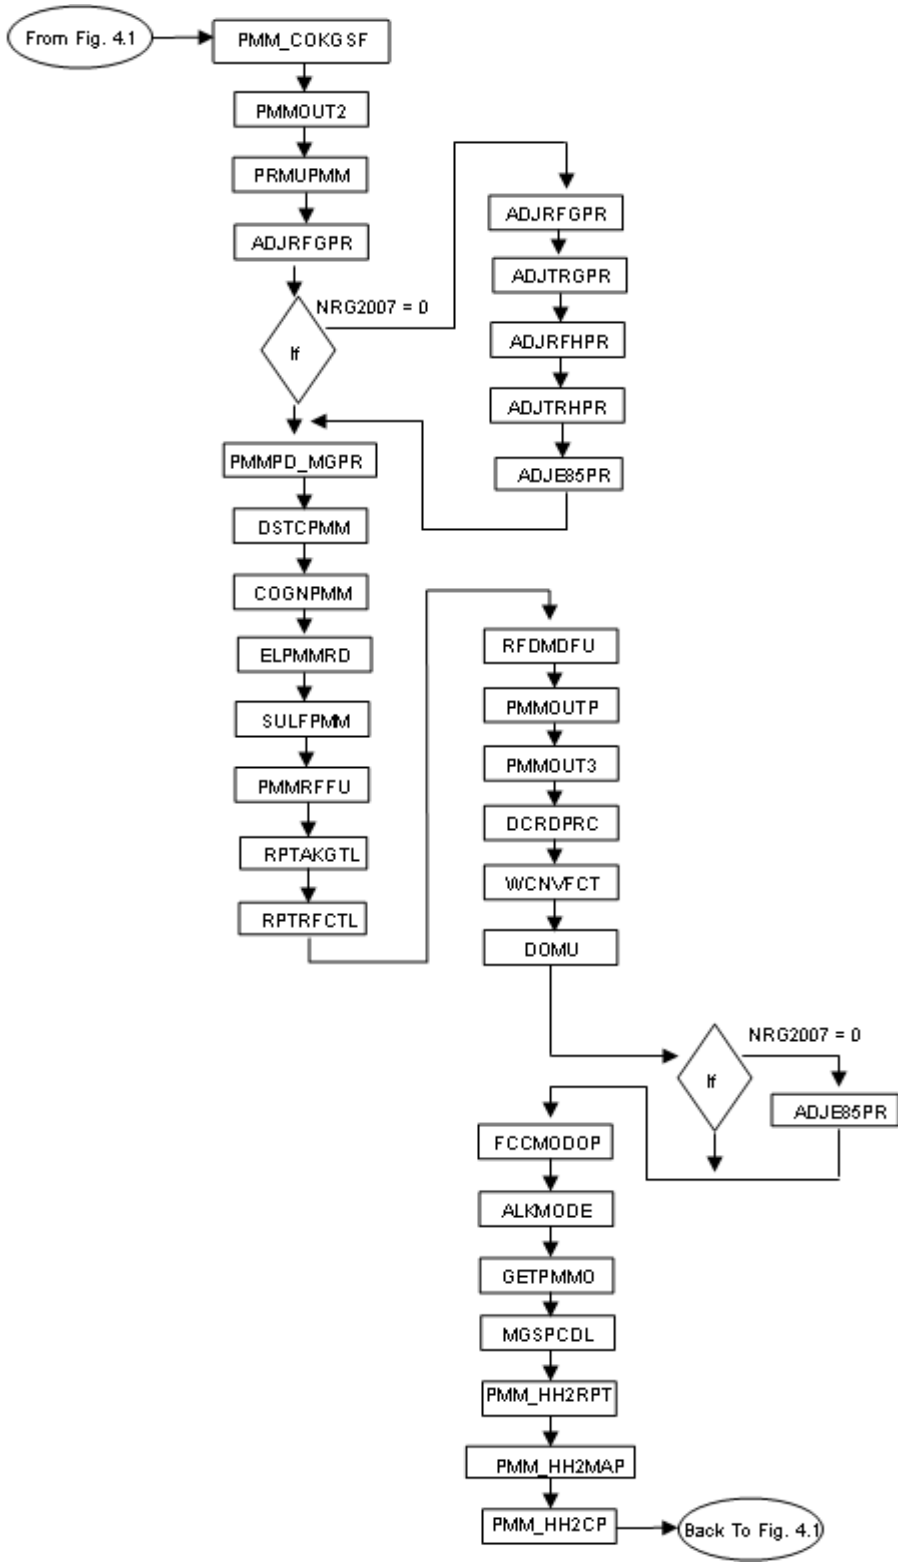 From Fig. 4.1
PMM_COKGSF
PMMOUT2
PRMUPMM
ADJRFGPR
NRG2007 = 0
If
ADJRFGPR
ADJTRGPR
ADJRFHPR
ADJTRHPR
ADJE85PR
PMMPD_MGPR
DSTCPMM
COGNPMM
ELPMMRD
SULFPMM
PMMRFFU
RPTAKGTL
RPTRFCTL
RFDMDFU
PMMOUTP
PMMOUT3
DCRDPRC
WCNVFCT
DOMU
NRG2007 = 0
If
ADJE85PR
FCCMODOP
ALKMODE
GETPMMO
MGSPCDL
PMM_HH2RPT
PMM_HH2MAP
PMM_HH2CP
Back To Fig. 4.1